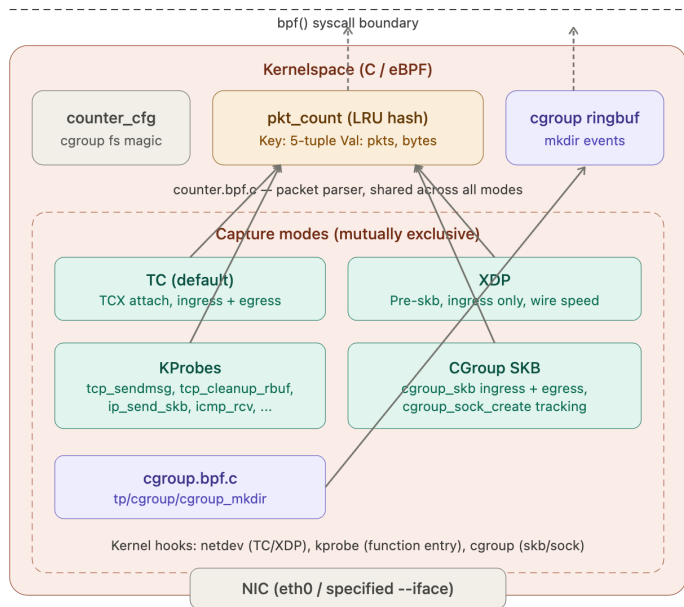 bpf() syscall boundary
Kernelspace (C / eBPF)
counter_cfg
cgroup fs magic
pkt_count (LRU hash)
Key: 5-tuple Val: pkts, bytes
cgroup ringbuf
mkdir events
counter.bpf.c — packet parser, shared across all modes
Capture modes (mutually exclusive)
TC (default)
TCX attach, ingress + egress
XDP
Pre-skb, ingress only, wire speed
KProbes
tcp_sendmsg, tcp_cleanup_rbuf,
ip_send_skb, icmp_rcv, ...
CGroup SKB
cgroup_skb ingress + egress,
cgroup_sock_create tracking
cgroup.bpf.c
tp/cgroup/cgroup_mkdir
Kernel hooks: netdev (TC/XDP), kprobe (function entry), cgroup (skb/sock)
NIC (eth0 / specified --iface)